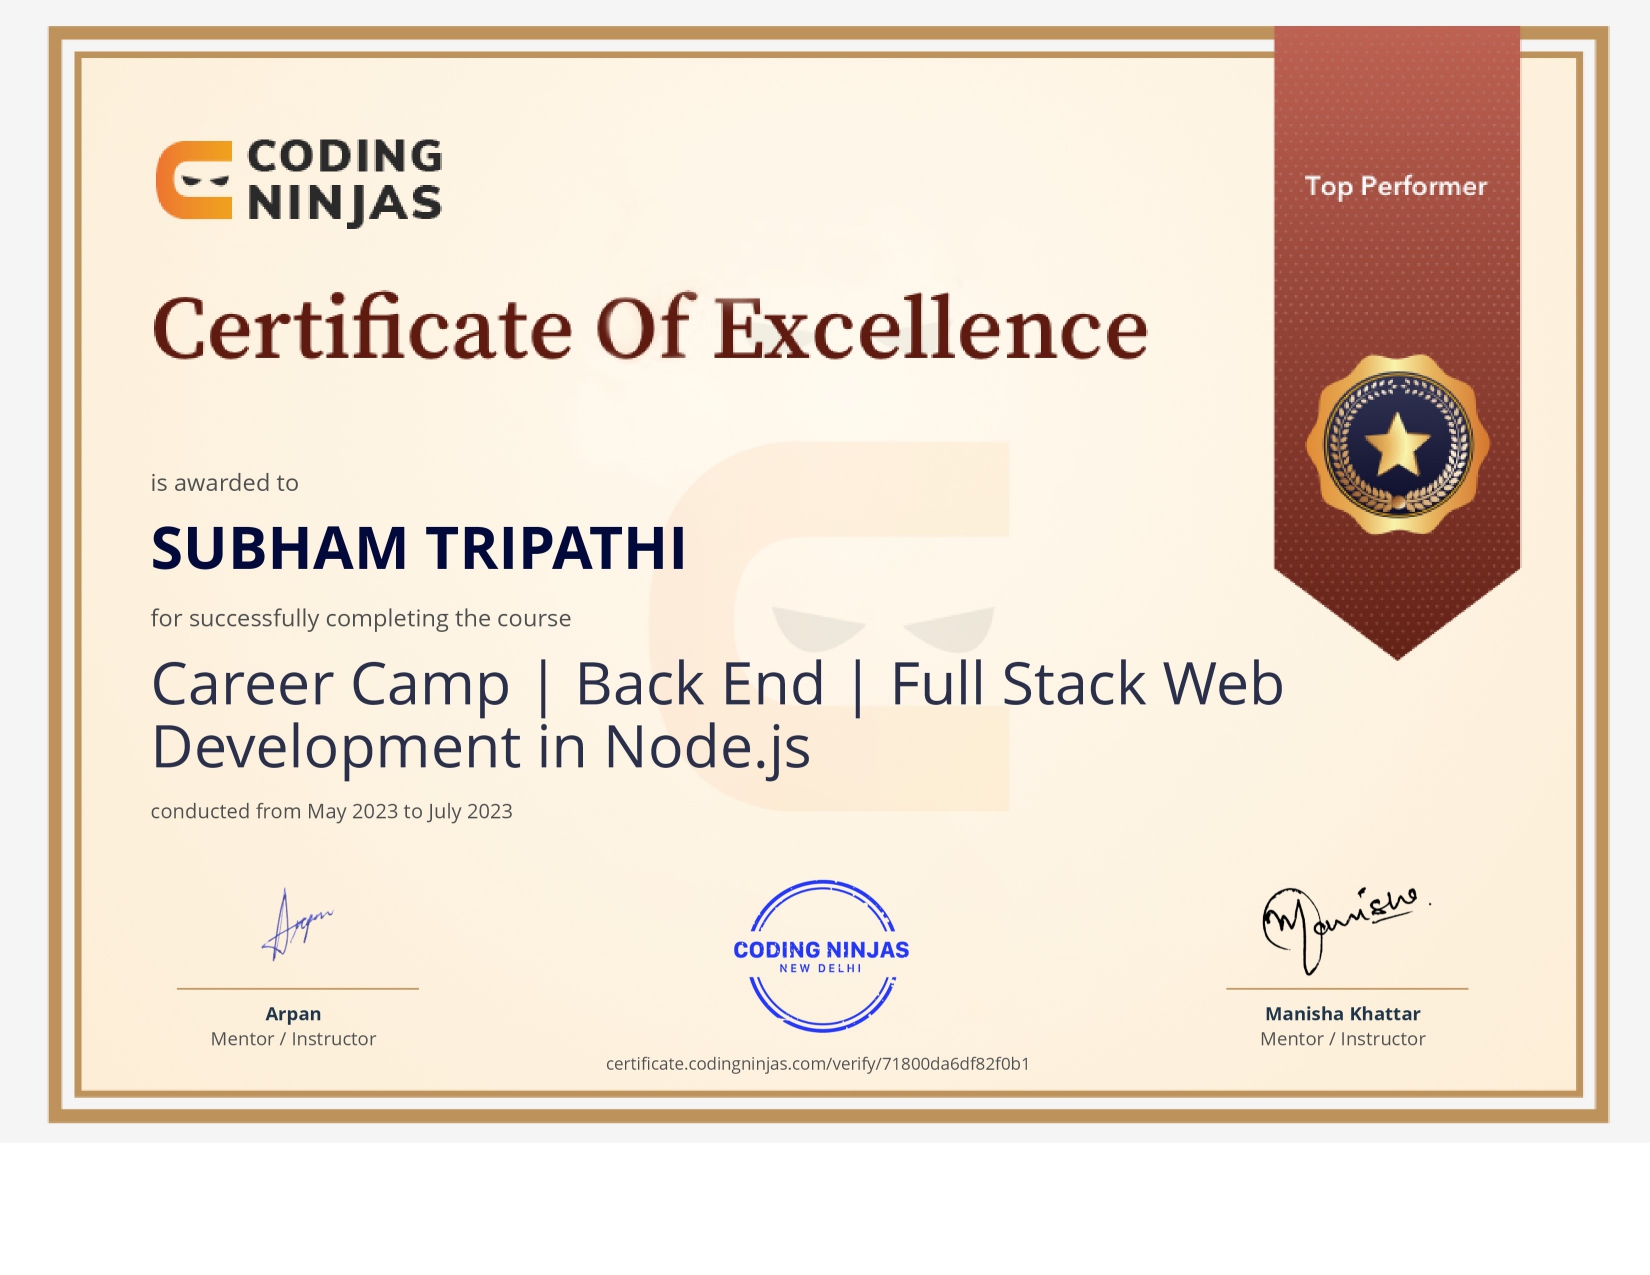 CODING
NINJAS
Top Performer
Certificate Of Excellence
is awarded to
SUBHAM TRIPATHI
for successfully completing the course
Career Camp | Back End | Full Stack Web
Development in Node.js
conducted from May 2023 to July 2023
Arpan
Manisha
CODING NINJAS
NEW DELHI
Arpan
Mentor / Instructor
Manisha Khattar
Mentor / Instructor
certificate.codingninjas.com/verify/71800da6df82f0b1